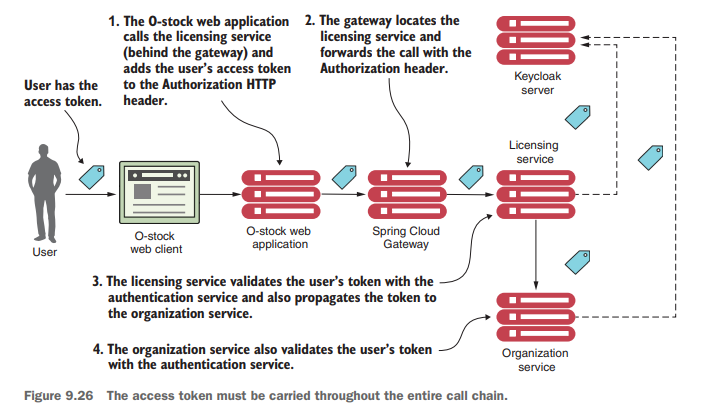 1. The O-stock web application
calls the licensing service
(behind the gateway) and
adds the user's access token
to the Authorization HTTP
header.
2. The gateway locates the
licensing service and
forwards the call with the
Authorization header.
User has the
access token.
Keycloak
server
Licensing
service
User
O-stock
web client
O-stock web
application
Spring Cloud
Gateway
3. The licensing service validates the user's token with the
authentication service and also propagates the token to
the organization service.
4. The organization service also validates the user's token
with the authentication service.
Organization
service
Figure 9.26 The access token must be carried throughout the entire call chain.